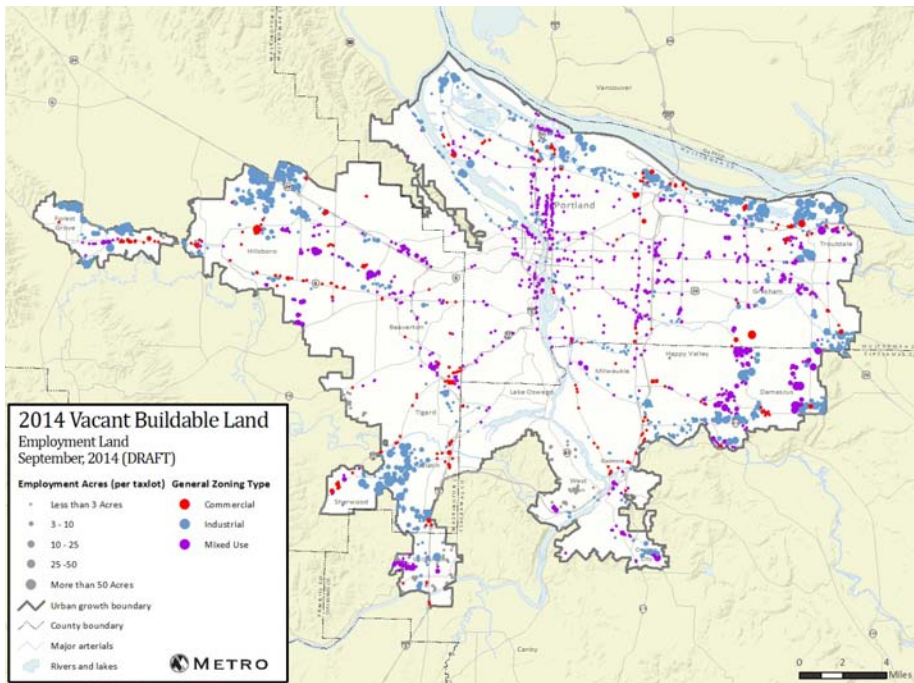 Vancouver
Portland
Forest
Grove
Hillsboro
Troutdale
Gresham
Beaverton
Happy Valley
Milwaukie
Damascus
Lake Oswego
Tigard
Sherwood
West
Canby
2014 Vacant Buildable Land
Employment Land
September, 2014 (DRAFT)
Employment Acres (per taxlot)
General Zoning Type
Less than 3 Acres
Commercial
3 - 10
Industrial
10 - 25
Mixed Use
25 -50
More than 50 Acres
Urban growth boundary
County boundary
Major arterials
Rivers and lakes
METRO
0 2 4
Miles